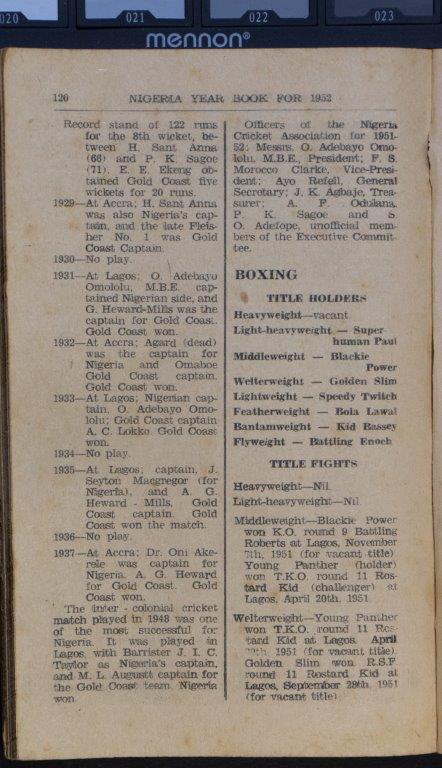 020
021
022
023
mennon®
120 NIGERIA YEAR BOOK FOR 1952
Record stand of 122 runs
for the 8th wicket, be-
tween H. Sant Anna
(66) and P. K. Sagoe
(71). E. E. Ekeng ob-
tained Gold Coast five
wickets for 20 runs.
1929—At Accra; H. Sant Anna
was also Nigeria's cap-
tain, and the late Fleis-
her No. 1 was Gold
Coast Captain.
1930—No play.
1931—At Lagos; O. Adebayo
Omololu, M.B.E. cap-
tained Nigerian side, and
G. Heward-Mills was the
captain for Gold Coast.
Gold Coast won.
1932—At Accra; Agard (dead)
was the captain for
Nigeria and Omaboe
Gold Coast captain.
Gold Coast won.
1933—At Lagos; Nigerian cap-
tain, O. Adebayo Omo-
lolu; Gold Coast captain
A. C. Lokko. Gold Coast
won.
1934—No play.
1935—At Lagos; captain, J.
Seyton Macgregor (for
Nigeria), and A. G.
Heward - Mills, Gold
Coast captain. Gold
Coast won the match.
1936—No play.
1937—At Accra; Dr. Oni Ake-
rele was captain for
Nigeria. A. G. Heward
for Gold Coast. Gold
Coast won.
The inter - colonial cricket
match played in 1948 was one
of the most successful for
Nigeria. It was played in
Lagos, with Barrister J. I. C.
Taylor as Nigeria's captain,
and M. L. Augustt captain for
the Gold Coast team. Nigeria
won.
Officers of the Nigeria
Cricket Association for 1951-
52: Messrs. O. Adebayo Omo-
lolu, M.B.E., President; F. S.
Morocco Clarke, Vice-Presi-
dent; Ayo Refell, General
Secretary; J. K. Agbaje, Trea-
surer; A. F. Odulana,
P. K. Sagoe and S.
O. Adefope, unofficial mem-
bers of the Executive Commit-
tee.
BOXING
TITLE HOLDERS
Heavyweight—vacant
Light-heavyweight — Super-
human Paul
Middleweight — Blackie
Power
Welterweight — Golden Slim
Lightweight — Speedy Twitch
Featherweight — Bola Lawal
Bantamweight — Kid Bassey
Flyweight — Battling Enoch
TITLE FIGHTS
Heavyweight—Nil.
Light-heavyweight—Nil.
Middleweight—Blackie Power
won K.O. round 9 Battling
Roberts at Lagos, November
7th, 1951 (for vacant title)
Young Panther (holder)
won T.K.O. round 11 Ros-
tard Kid (challenger) at
Lagos, April 20th, 1951.
Welterweight—Young Panther
won T.K.O. round 11 Ros-
tard Kid at Lagos, April
1951 (for vacant title).
Golden Slim won R.S.F.
round 11 Rostard Kid at
Lagos, September 28th, 1951
(for vacant title)